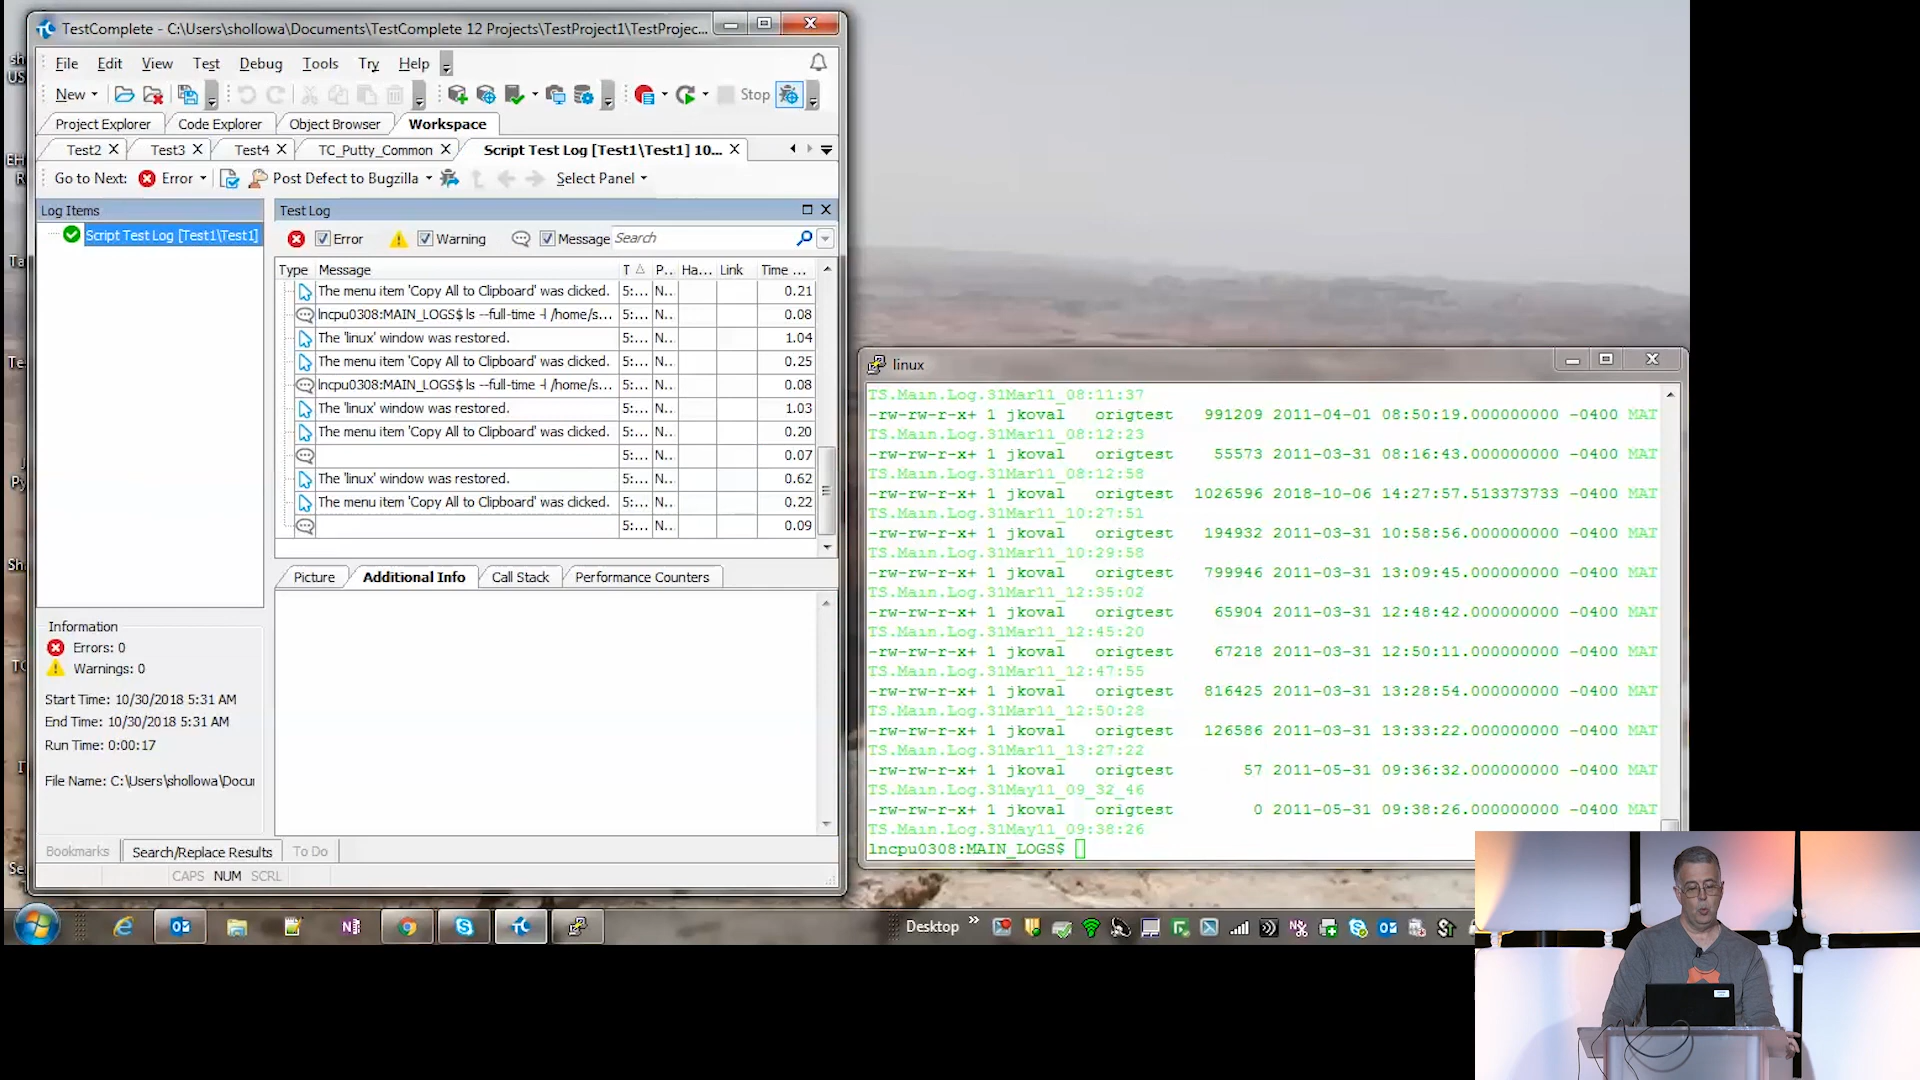 TestComplete - C:\Users\shollowa\Documents\TestComplete 12 Projects\TestProject1\TestProjec...
File Edit View Test Debug Tools Try Help
New Stop
Project Explorer Code Explorer Object Browser Workspace
Test2 Test3 Test4 TC_Putty_Common Script Test Log [Test1\Test1] 10...
Go to Next: Error Post Defect to Bugzilla Select Panel
Log Items
Script Test Log [Test1\Test1]
Test Log
Error Warning Message Search
Type Message T P... Ha... Link Time ...
The menu item 'Copy All to Clipboard' was clicked. 5:... N... 0.21
lncpu0308:MAIN_LOGS$ ls --full-time -l /home/s... 5:... N... 0.08
The 'linux' window was restored. 5:... N... 1.04
The menu item 'Copy All to Clipboard' was clicked. 5:... N... 0.25
lncpu0308:MAIN_LOGS$ ls --full-time -l /home/s... 5:... N... 0.08
The 'linux' window was restored. 5:... N... 1.03
The menu item 'Copy All to Clipboard' was clicked. 5:... N... 0.20
5:... N... 0.07
The 'linux' window was restored. 5:... N... 0.62
The menu item 'Copy All to Clipboard' was clicked. 5:... N... 0.22
5:... N... 0.09
Picture Additional Info Call Stack Performance Counters
Information
Errors: 0
Warnings: 0
Start Time: 10/30/2018 5:31 AM
End Time: 10/30/2018 5:31 AM
Run Time: 0:00:17
File Name: C:\Users\shollowa\Docu
Bookmarks Search/Replace Results To Do
CAPS NUM SCRL
linux
TS.Main.Log.31Mar11_08:11:37
-rw-rw-r-x+ 1 jkoval origtest 991209 2011-04-01 08:50:19.000000000 -0400 MAT
TS.Main.Log.31Mar11_08:12:23
-rw-rw-r-x+ 1 jkoval origtest 55573 2011-03-31 08:16:43.000000000 -0400 MAT
TS.Main.Log.31Mar11_08:12:58
-rw-rw-r-x+ 1 jkoval origtest 1026596 2018-10-06 14:27:57.513373733 -0400 MAT
TS.Main.Log.31Mar11_10:27:51
-rw-rw-r-x+ 1 jkoval origtest 194932 2011-03-31 10:58:56.000000000 -0400 MAT
TS.Main.Log.31Mar11_10:29:58
-rw-rw-r-x+ 1 jkoval origtest 799946 2011-03-31 13:09:45.000000000 -0400 MAT
TS.Main.Log.31Mar11_12:35:02
-rw-rw-r-x+ 1 jkoval origtest 65904 2011-03-31 12:48:42.000000000 -0400 MAT
TS.Main.Log.31Mar11_12:45:20
-rw-rw-r-x+ 1 jkoval origtest 67218 2011-03-31 12:50:11.000000000 -0400 MAT
TS.Main.Log.31Mar11_12:47:55
-rw-rw-r-x+ 1 jkoval origtest 816425 2011-03-31 13:28:54.000000000 -0400 MAT
TS.Main.Log.31Mar11_12:50:28
-rw-rw-r-x+ 1 jkoval origtest 126586 2011-03-31 13:33:22.000000000 -0400 MAT
TS.Main.Log.31Mar11_13:27:22
-rw-rw-r-x+ 1 jkoval origtest 57 2011-05-31 09:36:32.000000000 -0400 MAT
TS.Main.Log.31May11_09_32_46
-rw-rw-r-x+ 1 jkoval origtest 0 2011-05-31 09:38:26.000000000 -0400 MAT
TS.Main.Log.31May11_09:38:26
lncpu0308:MAIN_LOGS$
Desktop